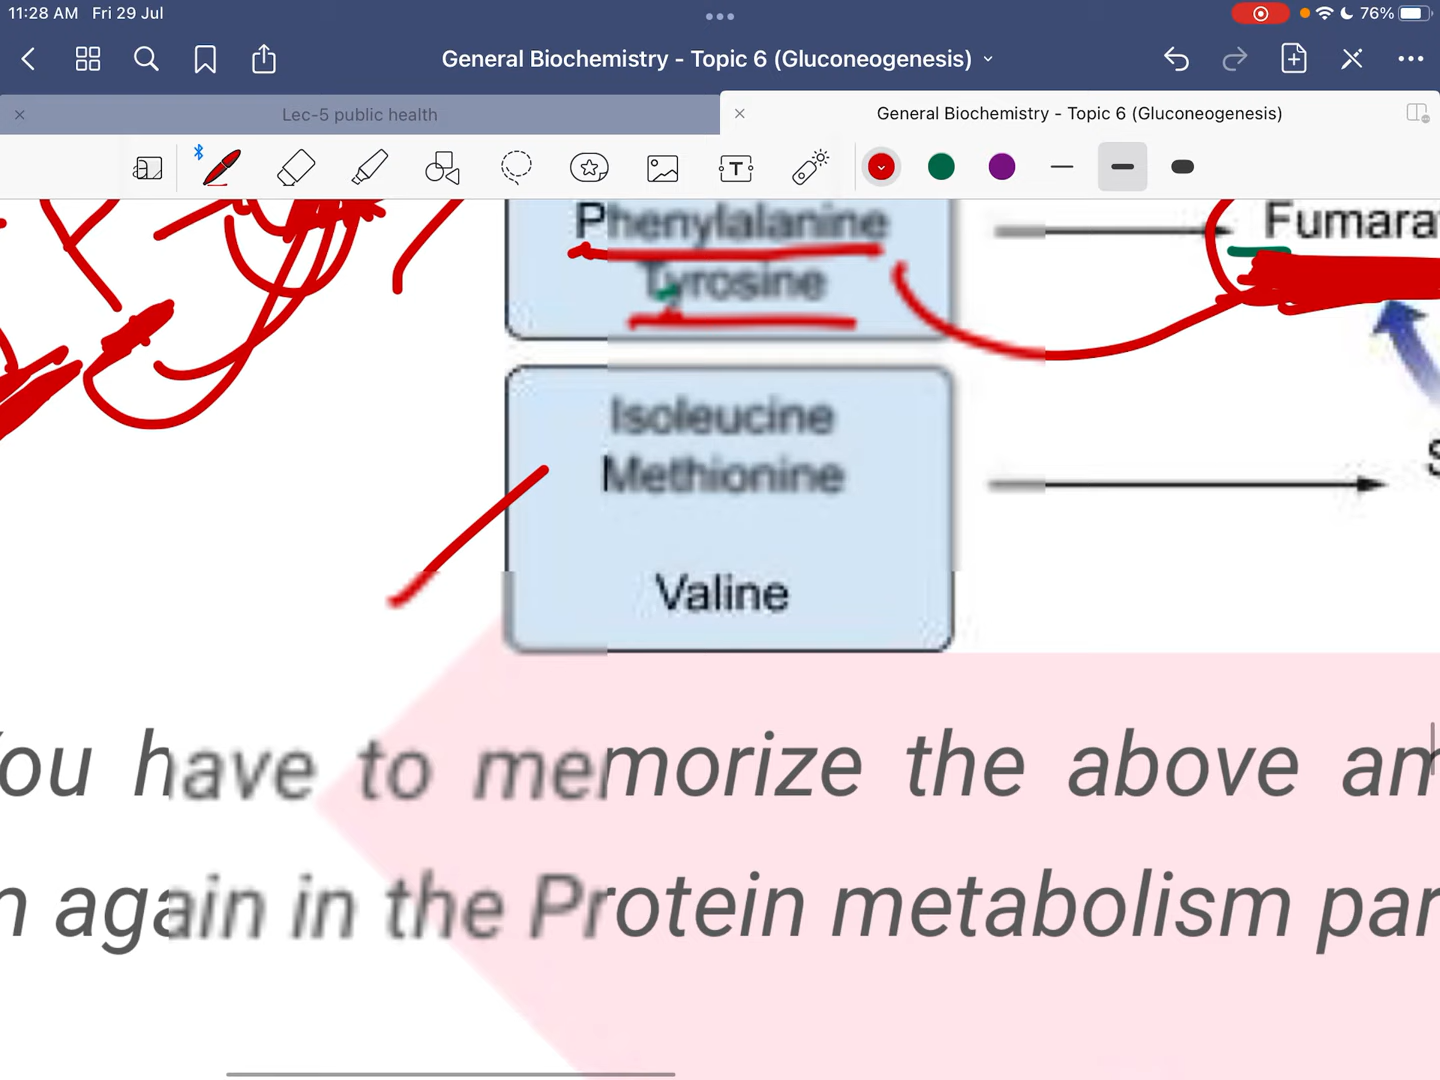 11:28 AM Fri 29 Jul
76%
General Biochemistry - Topic 6 (Gluconeogenesis)
Lec-5 public health
General Biochemistry - Topic 6 (Gluconeogenesis)
T
Phenylalanine
Fumara
Tyrosine
Isoleucine
Methionine
S
Valine
ou have to memorize the above am
n again in the Protein metabolism par